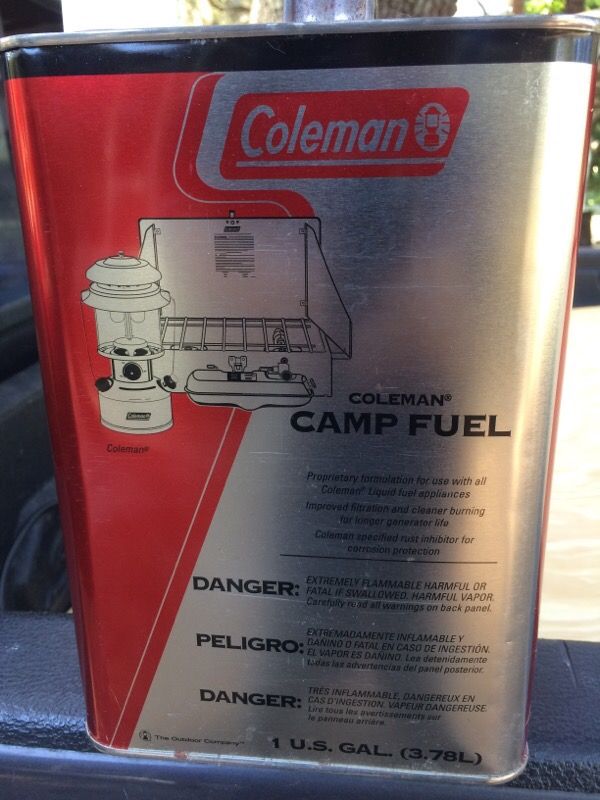 Coleman
Coleman
Coleman
Coleman®
COLEMAN®
CAMP FUEL
Proprietary formulation for use with all
Coleman® Liquid fuel appliances
Improved filtration and cleaner burning
for longer generator life
Coleman specified rust inhibitor for
corrosion protection
DANGER: EXTREMELY FLAMMABLE HARMFUL OR
FATAL IF SWALLOWED. HARMFUL VAPOR.
Carefully read all warnings on back panel.
PELIGRO: EXTREMADAMENTE INFLAMABLE Y
DAÑINO O FATAL EN CASO DE INGESTIÓN.
EL VAPOR ES DAÑINO. Lea detenidamente
todas las advertencias del panel posterior.
DANGER: TRÈS INFLAMMABLE, DANGEREUX EN
CAS D'INGESTION. VAPEUR DANGEREUSE.
Lire tous les avertissements sur
le panneau arrière.
The Outdoor Company™
1 U.S. GAL. (3.78L)